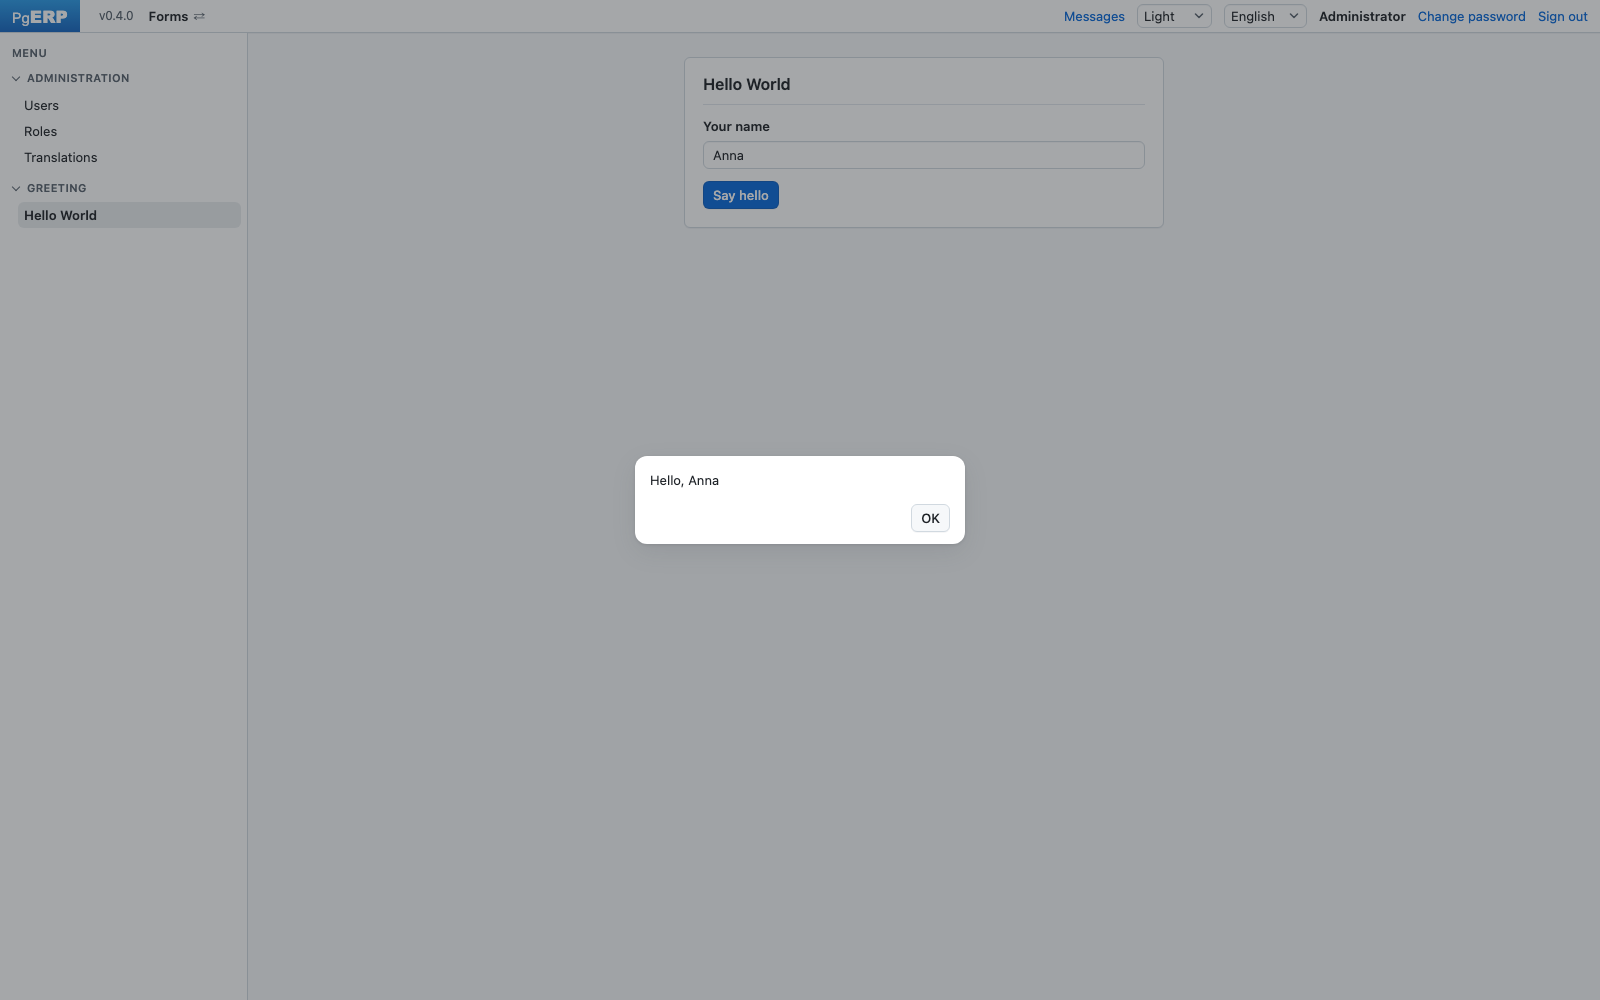 PgERP v0.4.0 Forms ⇄ Messages Light English Administrator Change password Sign out
MENU
ADMINISTRATION
Users
Roles
Translations
GREETING
Hello World
Hello World
Your name
Anna
Say hello
Hello, Anna
OK